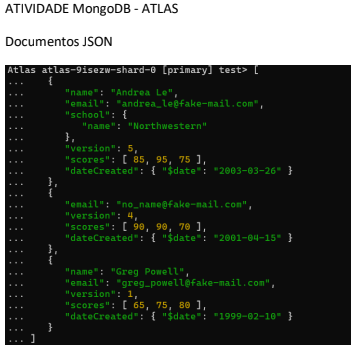 ATIVIDADE MongoDB - ATLAS
Documentos JSON
Atlas atlas-9isezw-shard-0 [primary] test> [
...     {
...       "name": "Andrea Le",
...       "email": "andrea_le@fake-mail.com",
...       "school": {
...         "name": "Northwestern"
...       },
...       "version": 5,
...       "scores": [ 85, 95, 75 ],
...       "dateCreated": { "$date": "2003-03-26" }
...     },
...     {
...       "email": "no_name@fake-mail.com",
...       "version": 4,
...       "scores": [ 90, 90, 70 ],
...       "dateCreated": { "$date": "2001-04-15" }
...     },
...     {
...       "name": "Greg Powell",
...       "email": "greg_powell@fake-mail.com",
...       "version": 1,
...       "scores": [ 65, 75, 80 ],
...       "dateCreated": { "$date": "1999-02-10" }
...     }
... ]